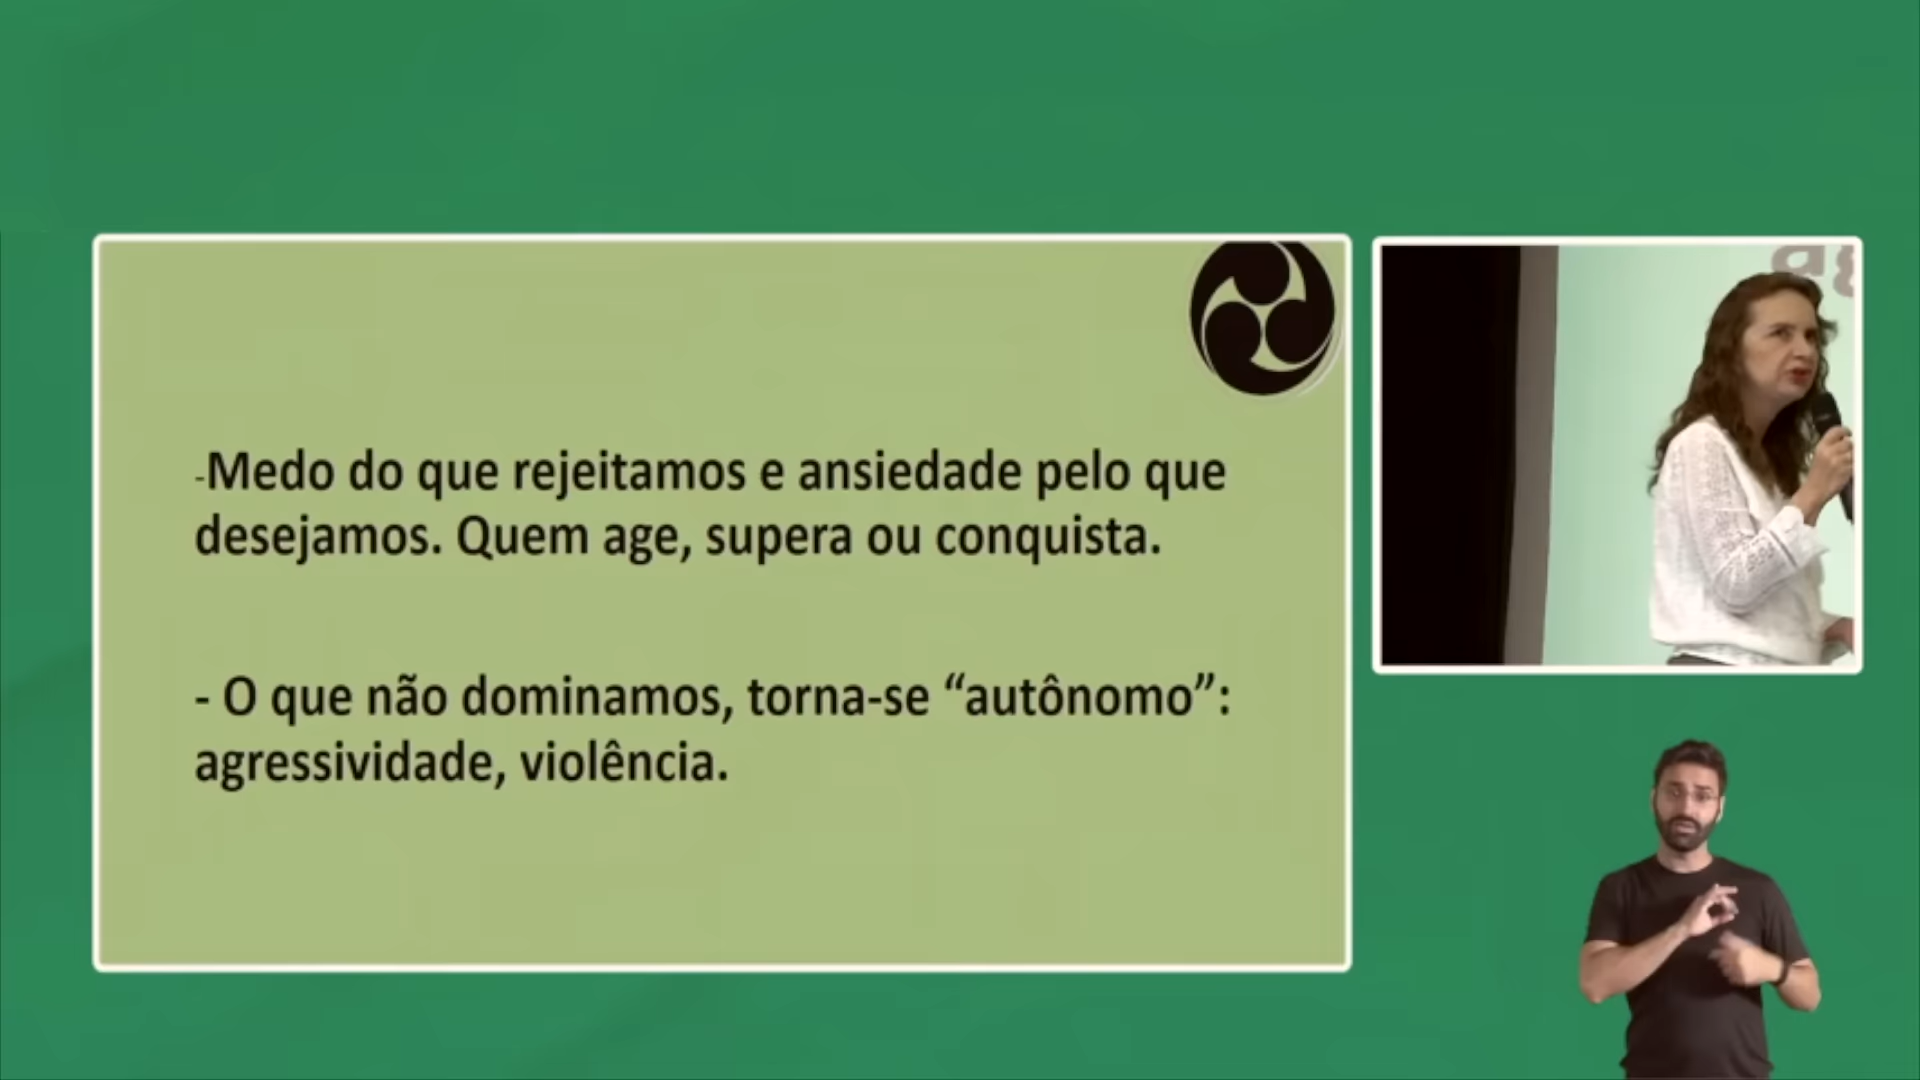 -Medo do que rejeitamos e ansiedade pelo que
desejamos. Quem age, supera ou conquista.
- O que não dominamos, torna-se “autônomo”:
agressividade, violência.